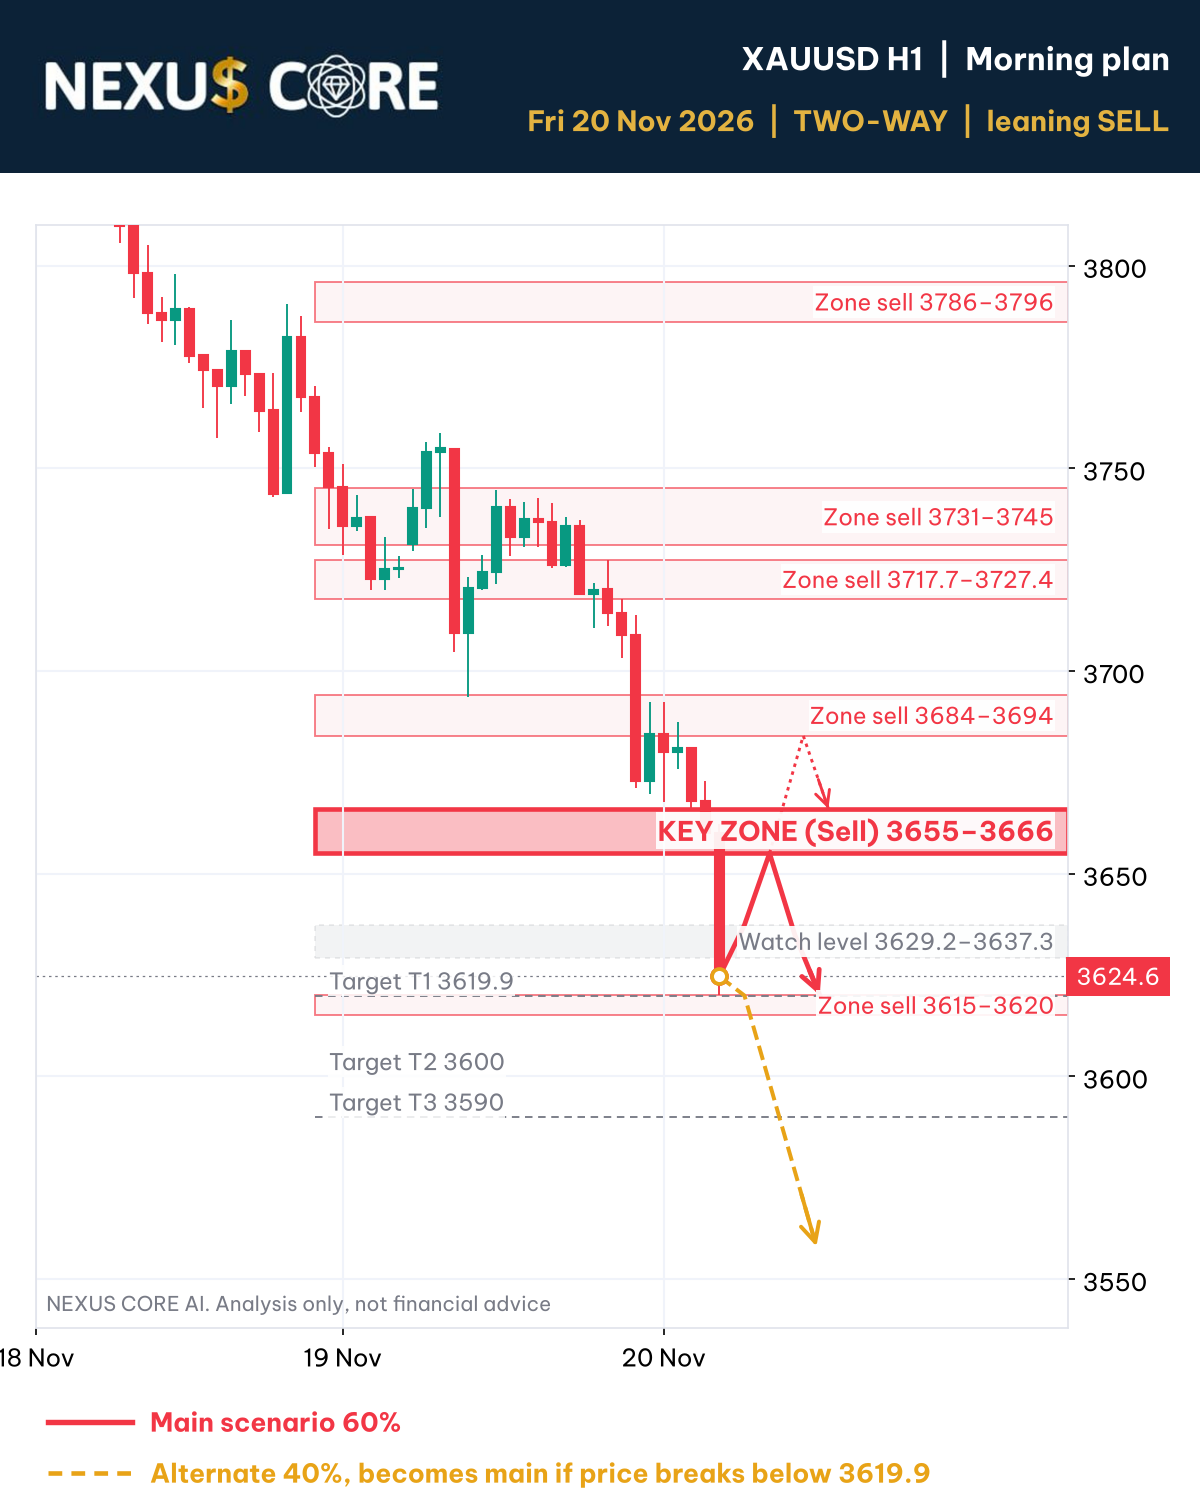 NEXU$ CORE
XAUUSD H1 | Morning plan
Fri 20 Nov 2026 | TWO-WAY | leaning SELL
3800
Zone sell 3786–3796
3750
Zone sell 3731–3745
Zone sell 3717.7–3727.4
3700
Zone sell 3684–3694
KEY ZONE (Sell) 3655–3666
3650
Watch level 3629.2–3637.3
Target T1 3619.9
3624.6
Zone sell 3615–3620
Target T2 3600
3600
Target T3 3590
3550
NEXUS CORE AI. Analysis only, not financial advice
18 Nov
19 Nov
20 Nov
Main scenario 60%
Alternate 40%, becomes main if price breaks below 3619.9